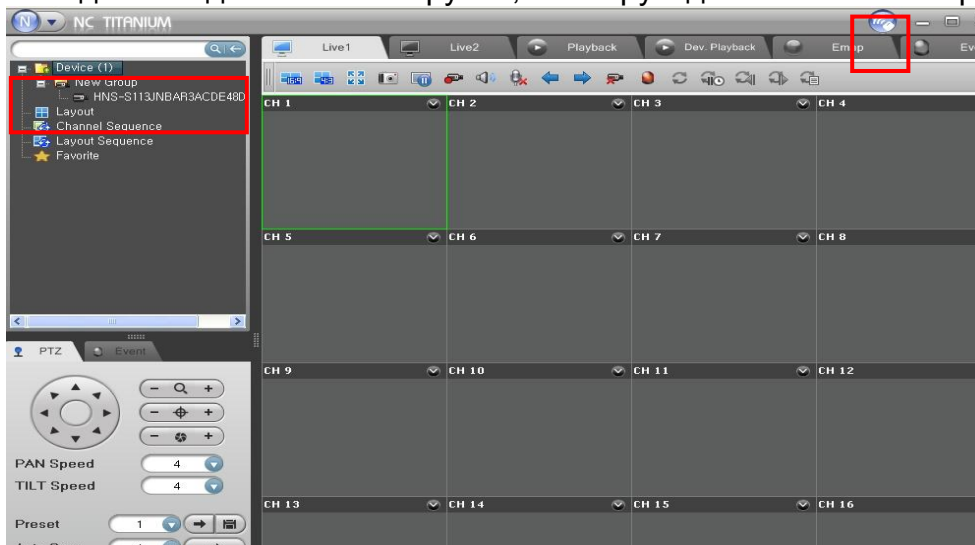 NC TITANIUM
Live1 Live2 Playback Dev. Playback Emap
Device (1)
New Group
HNS-S113JNBAR3ACDE48D
Layout
Channel Sequence
Layout Sequence
Favorite
CH 1 CH 2 CH 3 CH 4
CH 5 CH 6 CH 7 CH 8
CH 9 CH 10 CH 11 CH 12
CH 13 CH 14 CH 15 CH 16
PTZ Event
PAN Speed 4
TILT Speed 4
Preset 1